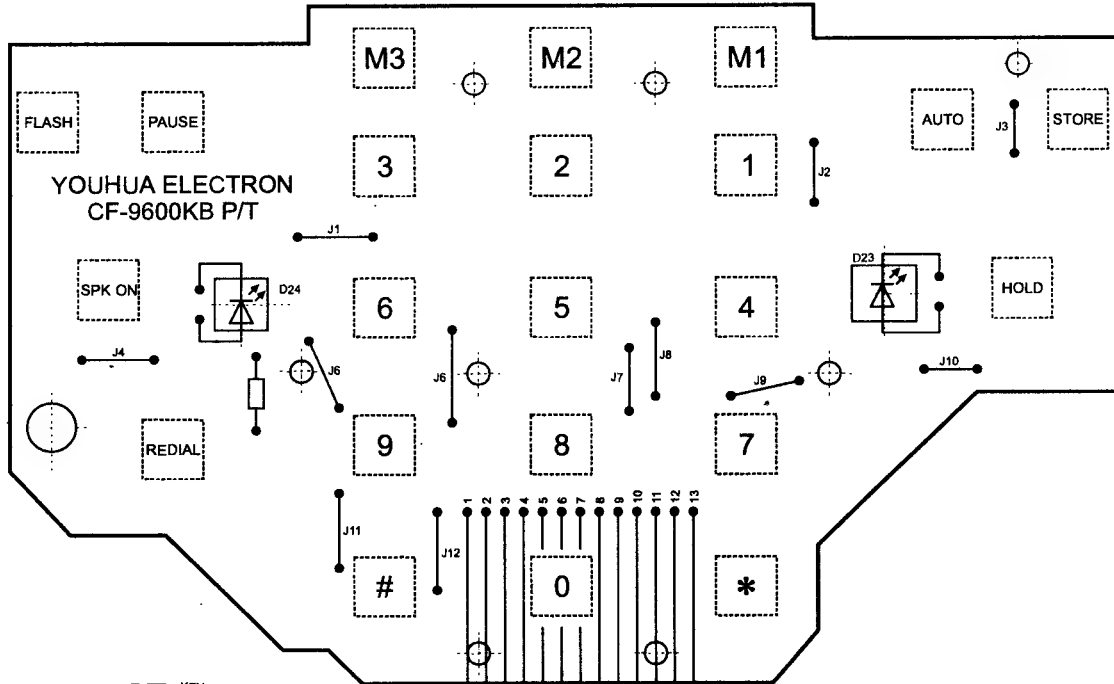 M3 M2 M1
FLASH PAUSE AUTO J3 STORE
3 2 1 J2
YOUHUA ELECTRON
CF-9600KB P/T
J1
SPK ON D24 6 5 4 D23 HOLD
J4 J6 J6 J7 J8 J9 J10
REDIAL 9 8 7
1 2 3 4 5 6 7 8 9 10 11 12 13
J11 J12
# 0 *